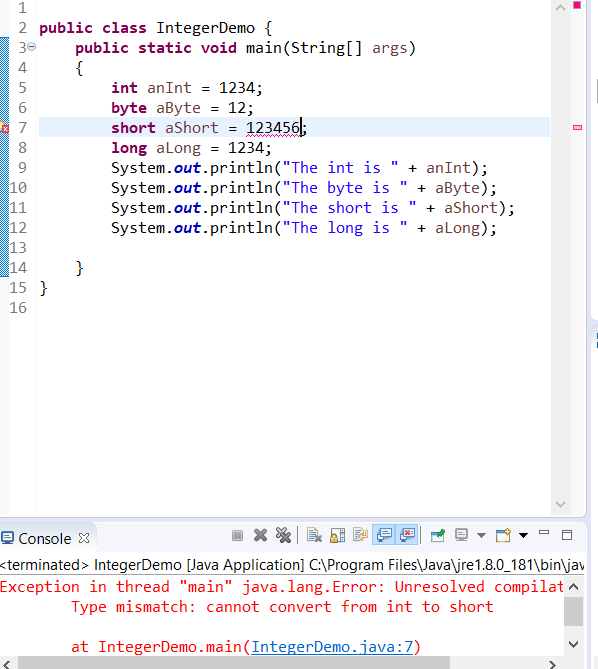 1
2 public class IntegerDemo {
3 public static void main(String[] args)
4 {
5 int anInt = 1234;
6 byte aByte = 12;
7 short aShort = 123456;
8 long aLong = 1234;
9 System.out.println("The int is " + anInt);
10 System.out.println("The byte is " + aByte);
11 System.out.println("The short is " + aShort);
12 System.out.println("The long is " + aLong);
13
14 }
15 }
16
Console
<terminated> IntegerDemo [Java Application] C:\Program Files\Java\jre1.8.0_181\bin\jav
Exception in thread "main" java.lang.Error: Unresolved compilat
Type mismatch: cannot convert from int to short
at IntegerDemo.main(IntegerDemo.java:7)